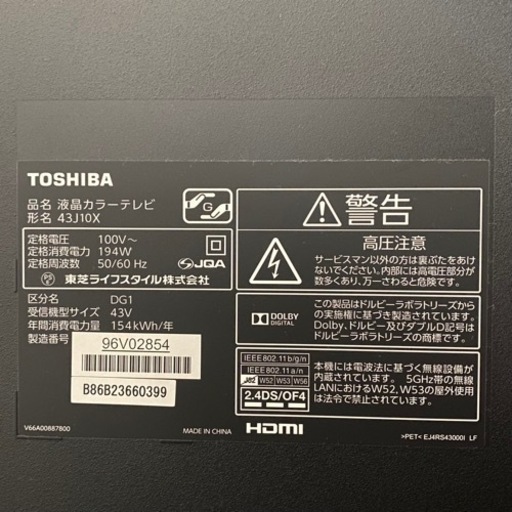 TOSHIBA
品名 液晶カラーテレビ
形名 43J10X
G
定格電圧 100V～
定格消費電力 194W
定格周波数 50/60 Hz
JQA
東芝ライフスタイル株式会社
区分名 DG1
受信機型サイズ 43V
年間消費電力量 154kWh/年
製造番号
96V02854
B86B23660399
V66A00887800
MADE IN CHINA
警告
高圧注意
サービスマン以外の方は裏ぶたをあけ
ないでください。内部には高電圧部分が
数多くあり、万一さわると危険です。
DOLBY
DIGITAL
この製品はドルビーラボラトリーズからの
実施権に基づき製造されています。
Dolby、ドルビー及びダブルD記号は
ドルビーラボラトリーズの商標です。
IEEE802.11b/g/n
IEEE802.11a/n
J52 W52 W53 W56
2.4DS/OF4
本機には電波法に基づく無線設備が
内蔵されています。 5GHz帯の無線
LANにおけるW52、W53の屋外使用
は法令により禁止されています。
HDMI
>PET< EJ4RS43000I LF